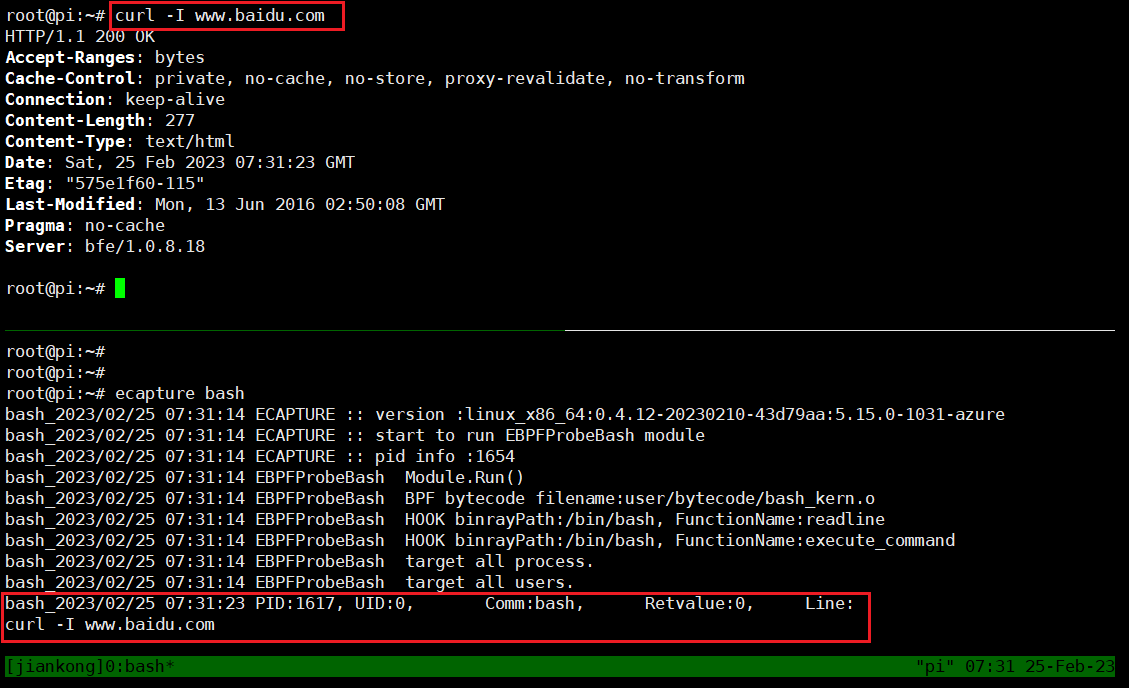 root@pi:~# curl -I www.baidu.com
HTTP/1.1 200 OK
Accept-Ranges: bytes
Cache-Control: private, no-cache, no-store, proxy-revalidate, no-transform
Connection: keep-alive
Content-Length: 277
Content-Type: text/html
Date: Sat, 25 Feb 2023 07:31:23 GMT
Etag: "575e1f60-115"
Last-Modified: Mon, 13 Jun 2016 02:50:08 GMT
Pragma: no-cache
Server: bfe/1.0.8.18
root@pi:~#
root@pi:~#
root@pi:~#
root@pi:~# ecapture bash
bash_2023/02/25 07:31:14 ECAPTURE :: version :linux_x86_64:0.4.12-20230210-43d79aa:5.15.0-1031-azure
bash_2023/02/25 07:31:14 ECAPTURE :: start to run EBPFProbeBash module
bash_2023/02/25 07:31:14 ECAPTURE :: pid info :1654
bash_2023/02/25 07:31:14 EBPFProbeBash  Module.Run()
bash_2023/02/25 07:31:14 EBPFProbeBash  BPF bytecode filename:user/bytecode/bash_kern.o
bash_2023/02/25 07:31:14 EBPFProbeBash  HOOK binrayPath:/bin/bash, FunctionName:readline
bash_2023/02/25 07:31:14 EBPFProbeBash  HOOK binrayPath:/bin/bash, FunctionName:execute_command
bash_2023/02/25 07:31:14 EBPFProbeBash  target all process.
bash_2023/02/25 07:31:14 EBPFProbeBash  target all users.
bash_2023/02/25 07:31:23 PID:1617, UID:0,       Comm:bash,      Retvalue:0,     Line:
curl -I www.baidu.com
[jiankong]0:bash* "pi" 07:31 25-Feb-23